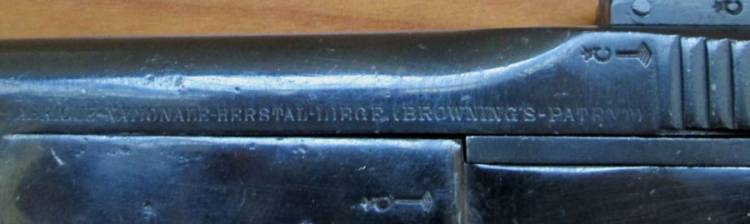 NATIONALE-HERSTAL-LIEGE. (BROWNING'S-PATENT)